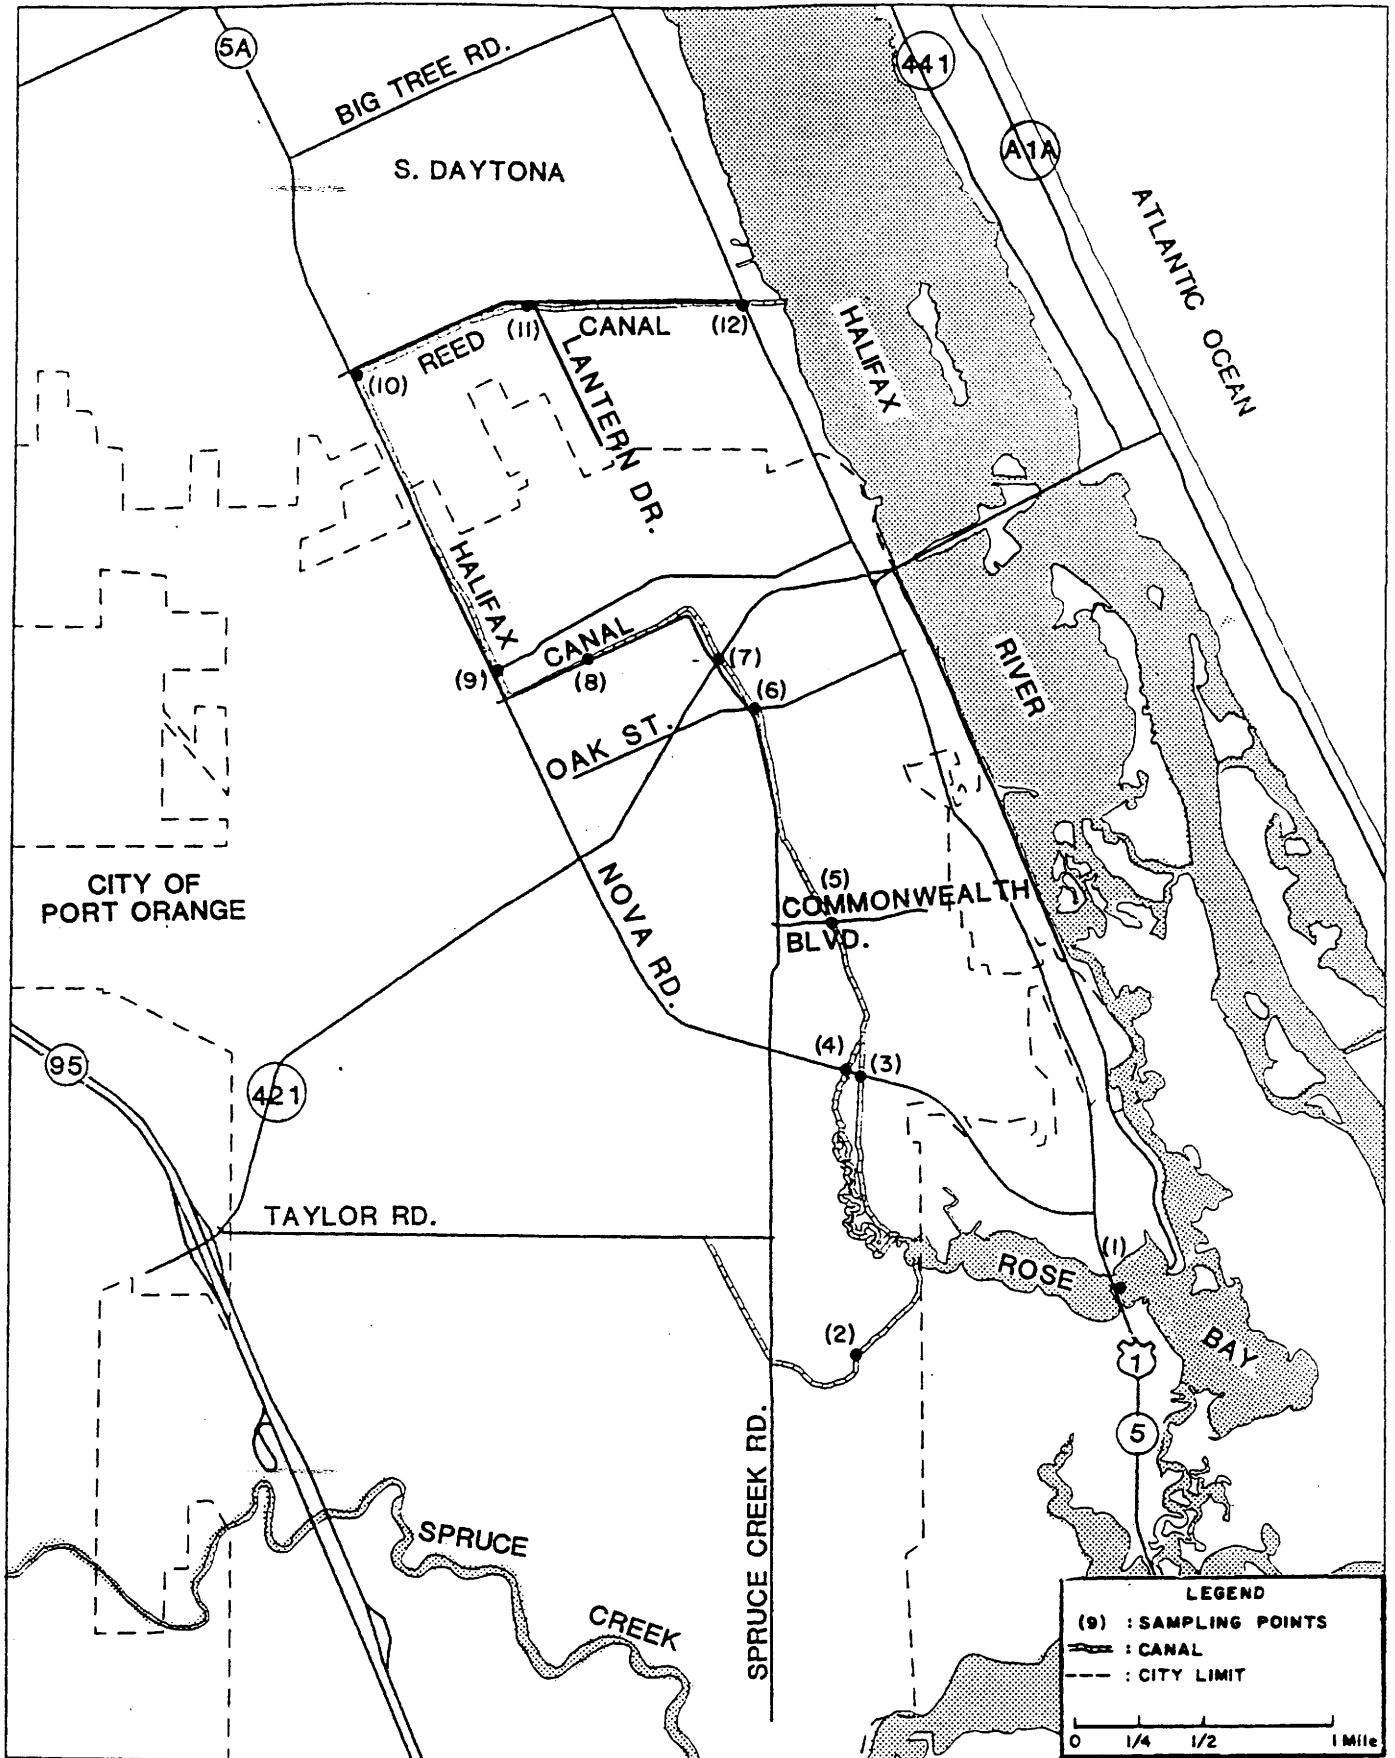 5A
BIG TREE RD.
441
A1A
S. DAYTONA
ATLANTIC OCEAN
HALIFAX
(11)
CANAL
(12)
REED
(10)
LANTERN DR.
HALIFAX
CANAL
(7)
(9)
(8)
(6)
RIVER
OAK ST.
CITY OF
PORT ORANGE
NOVA RD.
(5)
COMMONWEALTH
BLVD.
95
421
(4)
(3)
TAYLOR RD.
ROSE
(1)
(2)
BAY
1
5
SPRUCE CREEK RD.
SPRUCE
CREEK
LEGEND
(9) : SAMPLING POINTS
: CANAL
--- : CITY LIMIT
0 1/4 1/2 1 Mile